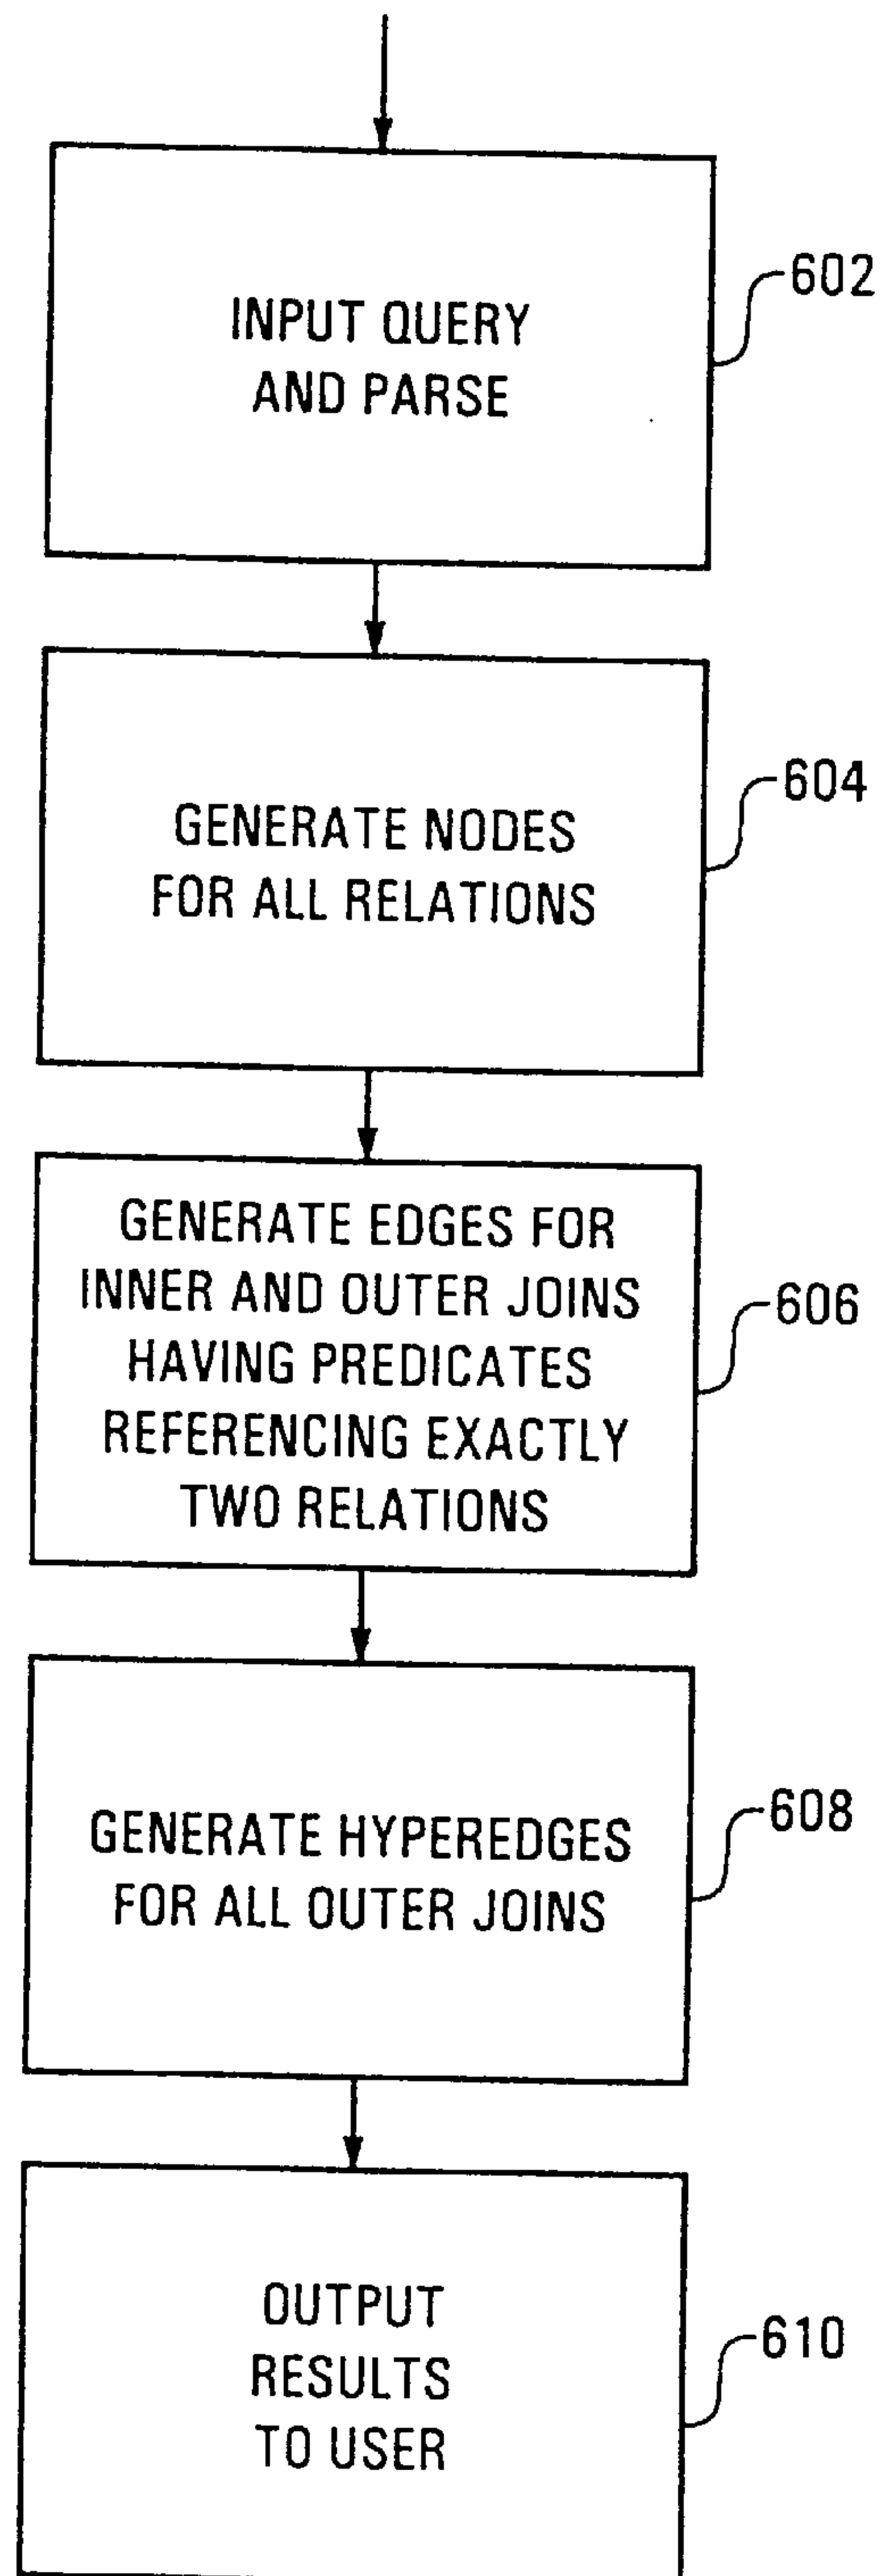 INPUT QUERY
AND PARSE
602
GENERATE NODES
FOR ALL RELATIONS
604
GENERATE EDGES FOR
INNER AND OUTER JOINS
HAVING PREDICATES
REFERENCING EXACTLY
TWO RELATIONS
606
GENERATE HYPEREDGES
FOR ALL OUTER JOINS
608
OUTPUT
RESULTS
TO USER
610